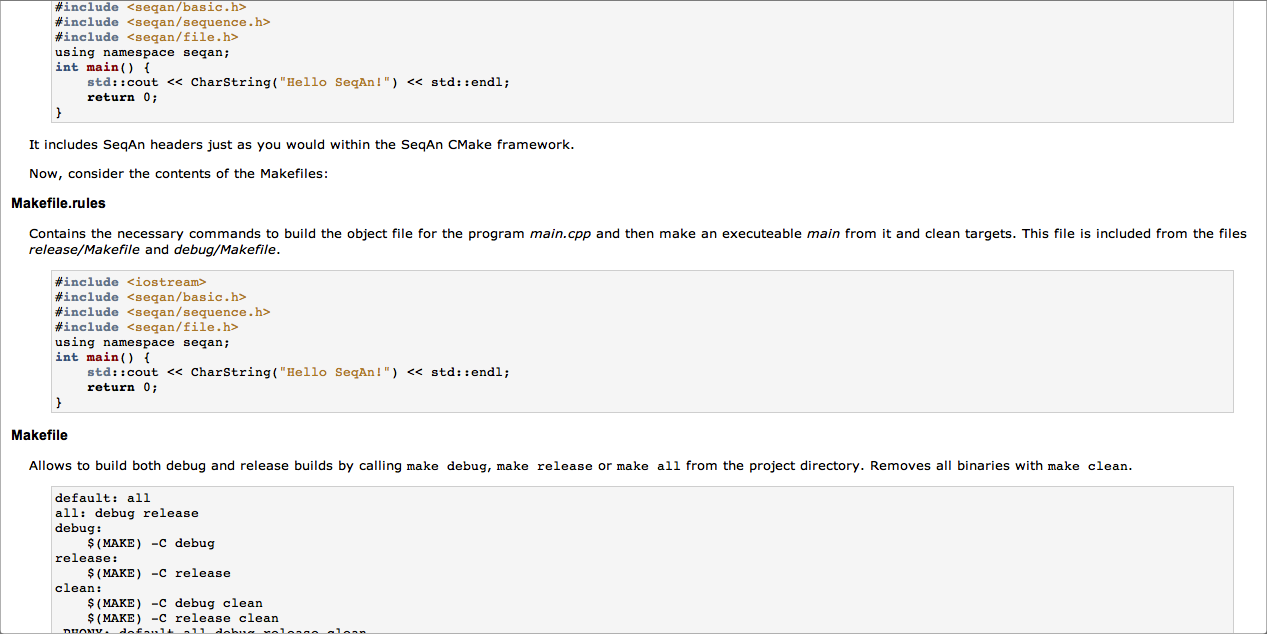 #include <seqan/basic.h>
#include <seqan/sequence.h>
#include <seqan/file.h>
using namespace seqan;
int main() {
    std::cout << CharString("Hello SeqAn!") << std::endl;
    return 0;
}
It includes SeqAn headers just as you would within the SeqAn CMake framework.
Now, consider the contents of the Makefiles:
Makefile.rules
Contains the necessary commands to build the object file for the program main.cpp and then make an executeable main from it and clean targets. This file is included from the files
release/Makefile and debug/Makefile.
#include <iostream>
#include <seqan/basic.h>
#include <seqan/sequence.h>
#include <seqan/file.h>
using namespace seqan;
int main() {
    std::cout << CharString("Hello SeqAn!") << std::endl;
    return 0;
}
Makefile
Allows to build both debug and release builds by calling make debug, make release or make all from the project directory. Removes all binaries with make clean.
default: all
all: debug release
debug:
    $(MAKE) -C debug
release:
    $(MAKE) -C release
clean:
    $(MAKE) -C debug clean
    $(MAKE) -C release clean
.PHONY: default all debug release clean